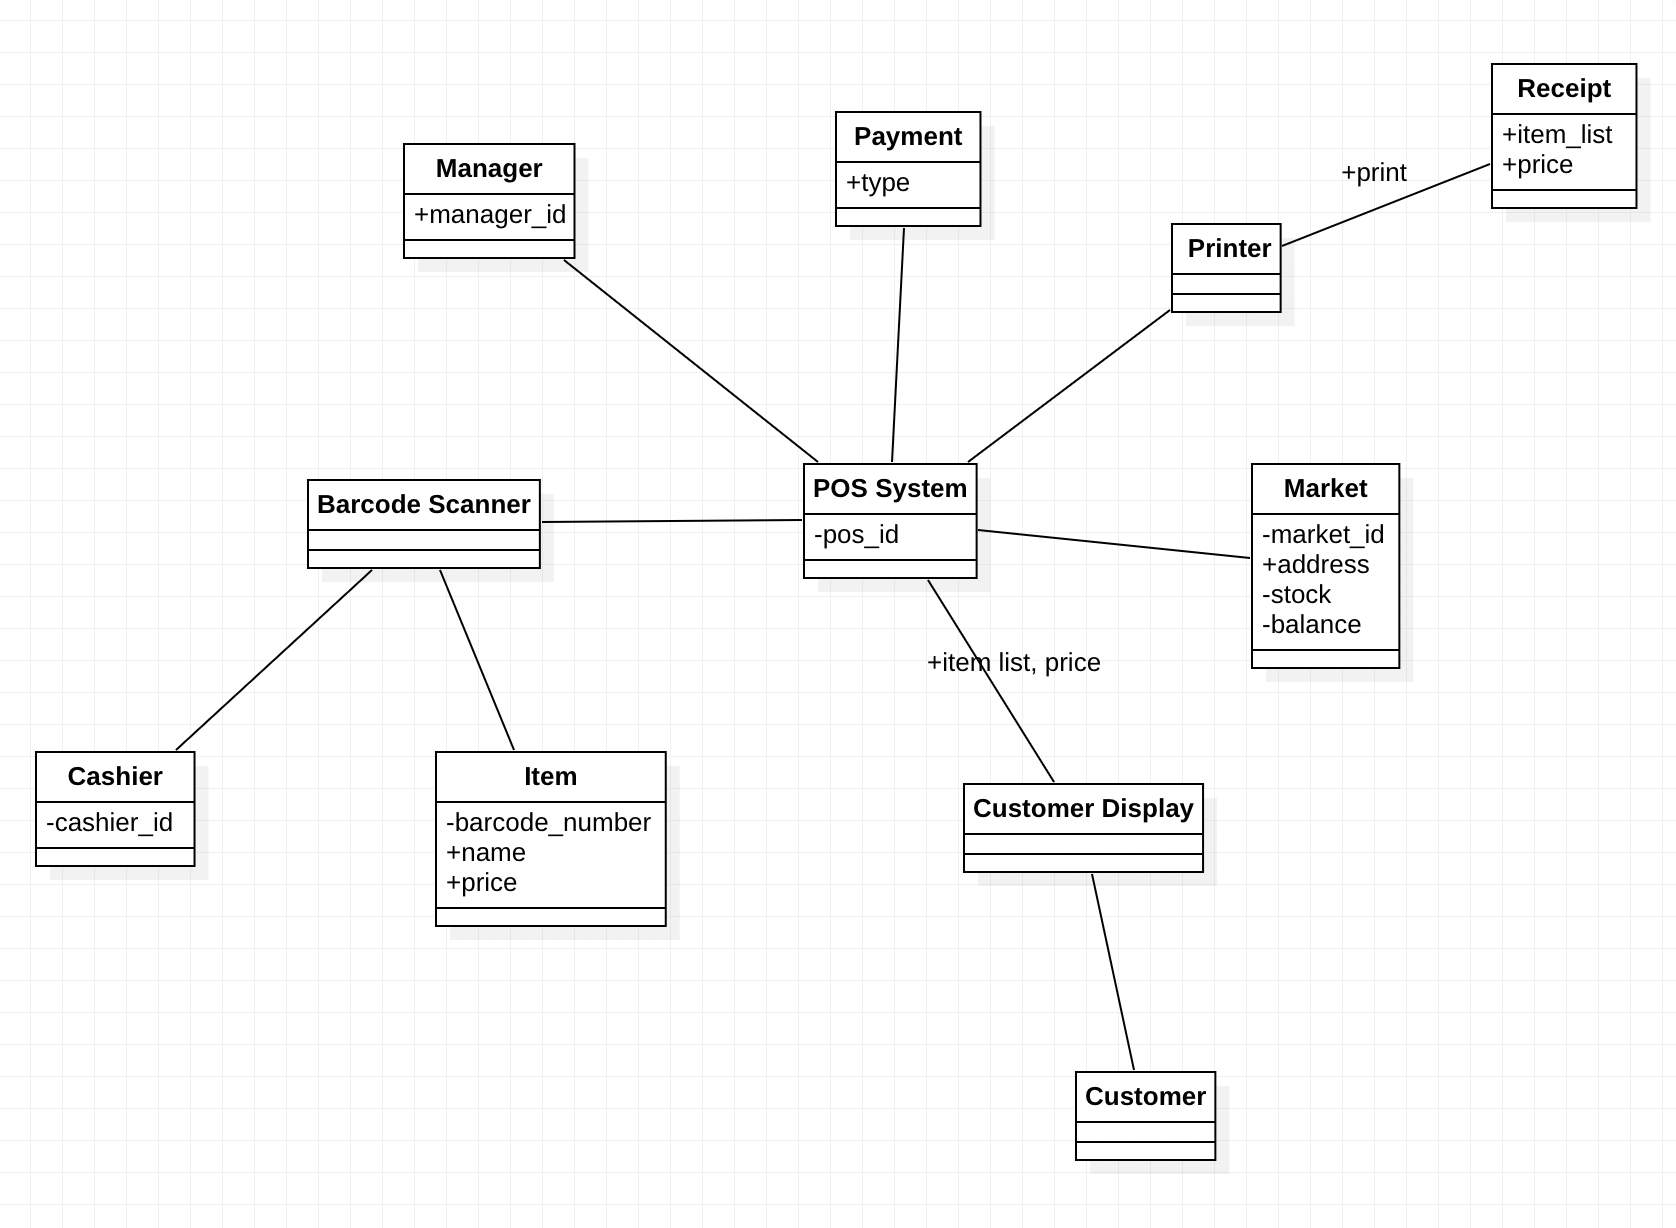 Receipt
+item_list
+price
Payment
+type
Manager
+manager_id
+print
Printer
Barcode Scanner
POS System
-pos_id
Market
-market_id
+address
-stock
-balance
+item list, price
Cashier
-cashier_id
Item
-barcode_number
+name
+price
Customer Display
Customer